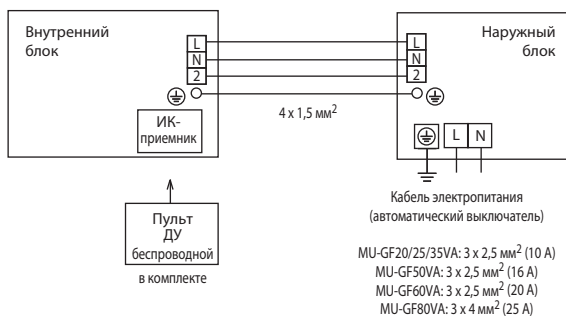 Внутренний
блок
L
N
2
ИК-
приемник
Пульт
ДУ
беспроводной
в комплекте
4 x 1,5 мм²
Наружный
блок
L
N
2
L N
Кабель электропитания
(автоматический выключатель)
MU-GF20/25/35VA: 3 x 2,5 мм² (10 А)
MU-GF50VA: 3 x 2,5 мм² (16 А)
MU-GF60VA: 3 x 2,5 мм² (20 А)
MU-GF80VA: 3 x 4 мм² (25 А)